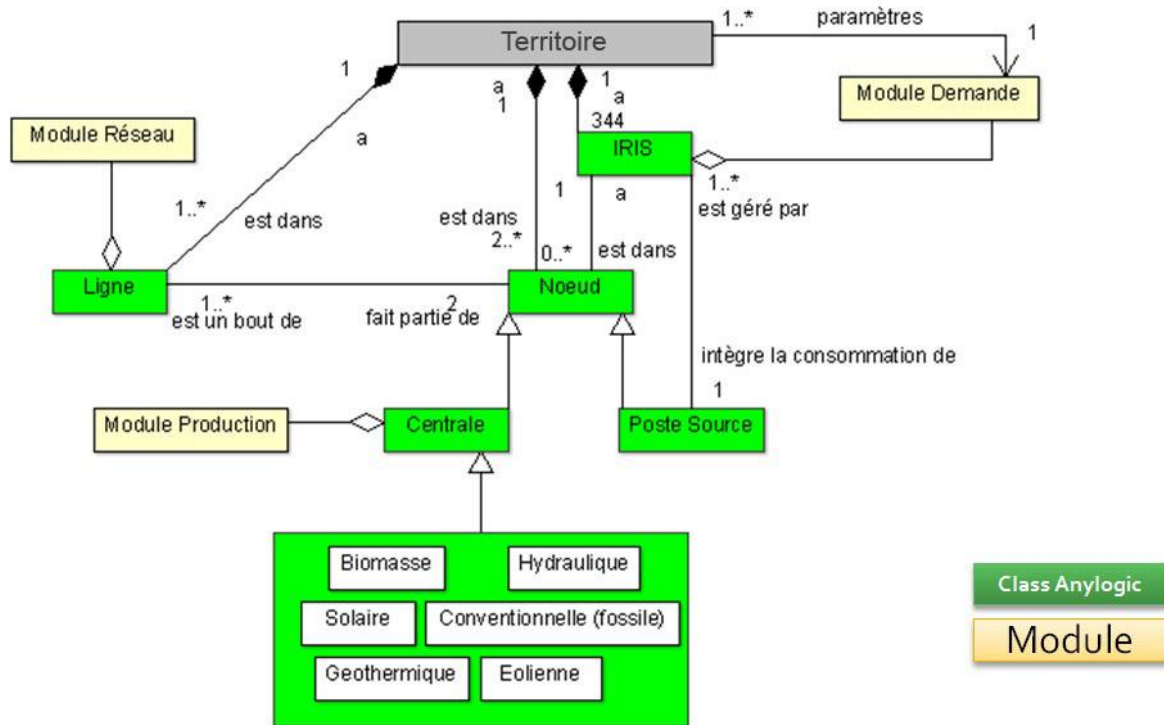 1..*
paramètres
1
Territoire
1
a
1
1
a
344
Module Demande
Module Réseau
a
IRIS
1..*
est dans
1
a
1..*
est géré par
est dans
2..*
0..*
est dans
Ligne
Noeud
1..*
2
est un bout de
fait partie de
intègre la consommation de
1
Module Production
Centrale
Poste Source
Biomasse
Hydraulique
Solaire
Conventionnelle (fossile)
Geothermique
Eolienne
Class Anylogic
Module